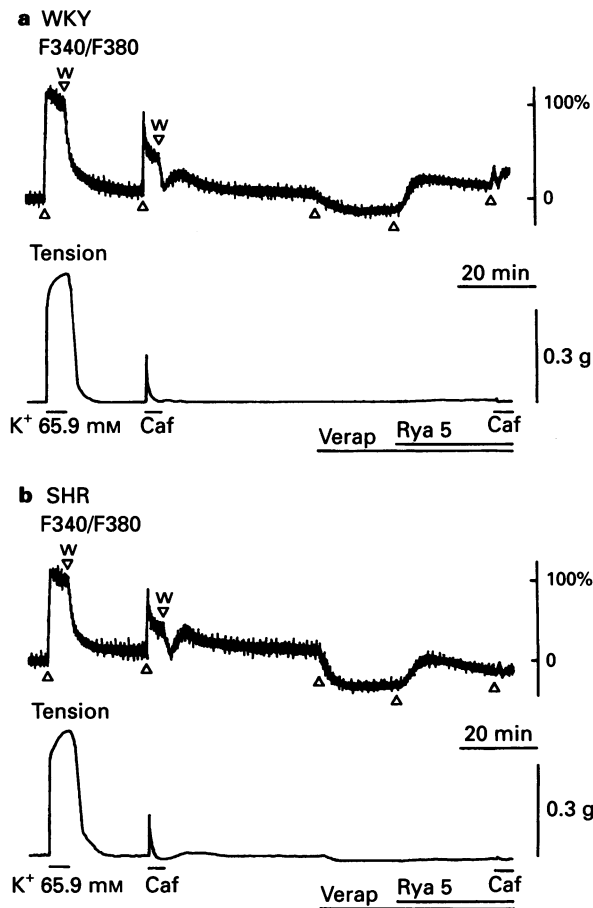 a WKY
F340/F380
W
W
100%
0
Tension
20 min
0.3 g
K⁺ 65.9 mM
Caf
Verap
Rya 5
Caf
b SHR
F340/F380
W
W
100%
0
Tension
20 min
0.3 g
K⁺ 65.9 mM
Caf
Verap
Rya 5
Caf